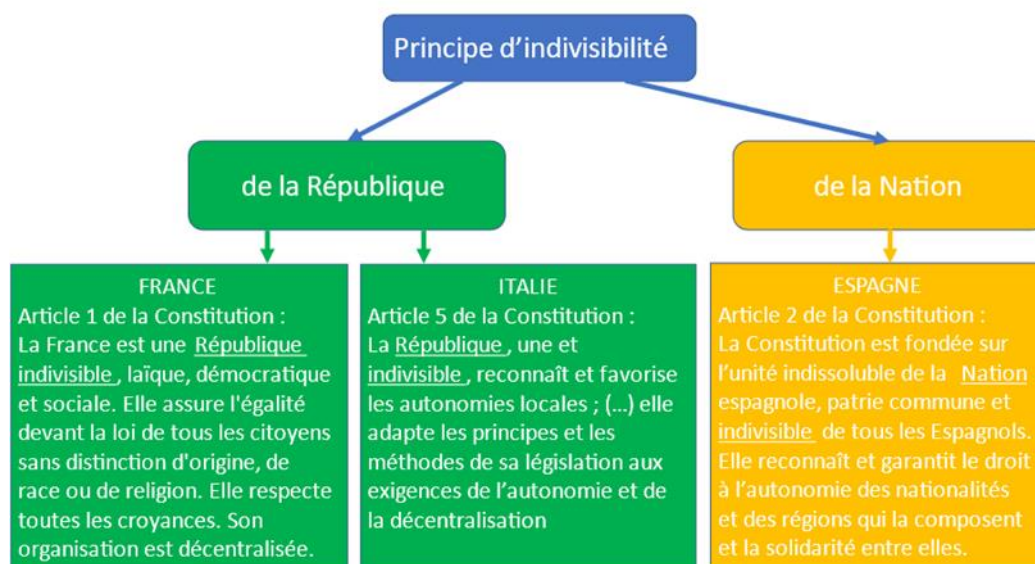 Principe d’indivisibilité
de la République
de la Nation
FRANCE
Article 1 de la Constitution :
La France est une République
indivisible, laïque, démocratique
et sociale. Elle assure l'égalité
devant la loi de tous les citoyens
sans distinction d'origine, de
race ou de religion. Elle respecte
toutes les croyances. Son
organisation est décentralisée.
ITALIE
Article 5 de la Constitution :
La République, une et
indivisible, reconnaît et favorise
les autonomies locales ; (...) elle
adapte les principes et les
méthodes de sa législation aux
exigences de l’autonomie et de
la décentralisation
ESPAGNE
Article 2 de la Constitution :
La Constitution est fondée sur
l’unité indissoluble de la Nation
espagnole, patrie commune et
indivisible de tous les Espagnols.
Elle reconnaît et garantit le droit
à l’autonomie des nationalités
et des régions qui la composent
et la solidarité entre elles.